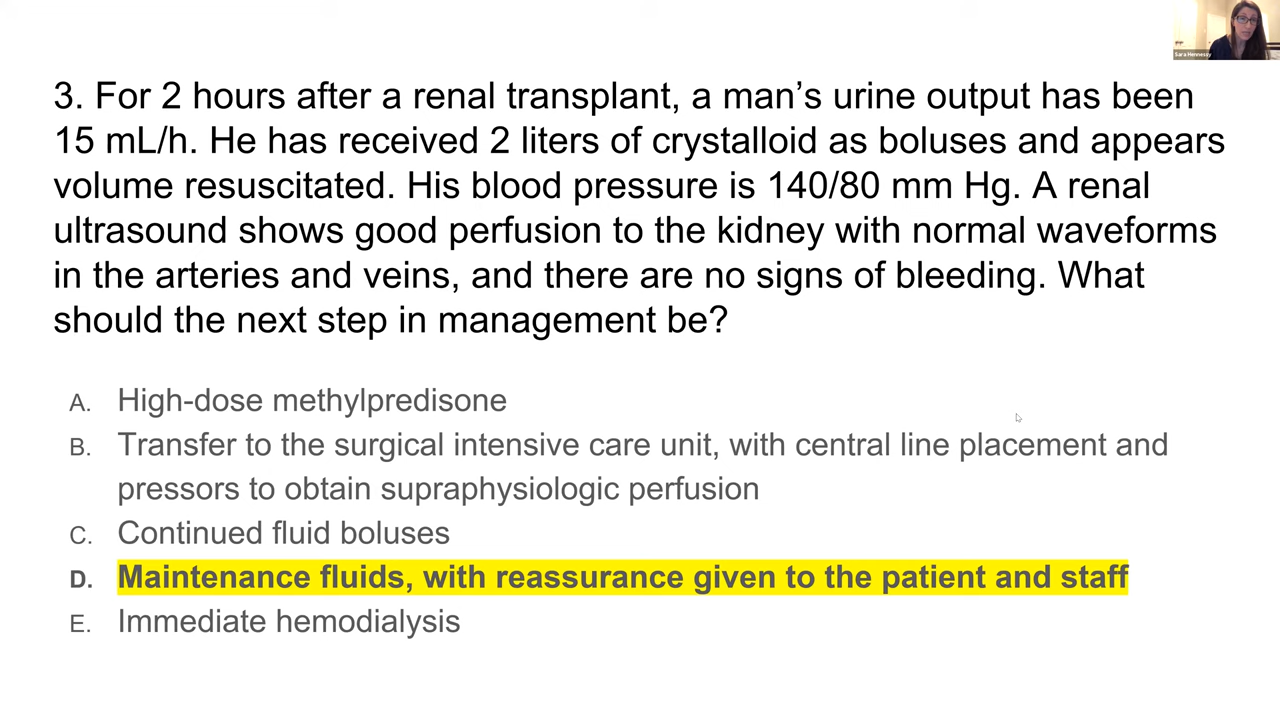 Sara Hennessy
3. For 2 hours after a renal transplant, a man's urine output has been
15 mL/h. He has received 2 liters of crystalloid as boluses and appears
volume resuscitated. His blood pressure is 140/80 mm Hg. A renal
ultrasound shows good perfusion to the kidney with normal waveforms
in the arteries and veins, and there are no signs of bleeding. What
should the next step in management be?
A. High-dose methylpredisone
B. Transfer to the surgical intensive care unit, with central line placement and
pressors to obtain supraphysiologic perfusion
C. Continued fluid boluses
D. Maintenance fluids, with reassurance given to the patient and staff
E. Immediate hemodialysis